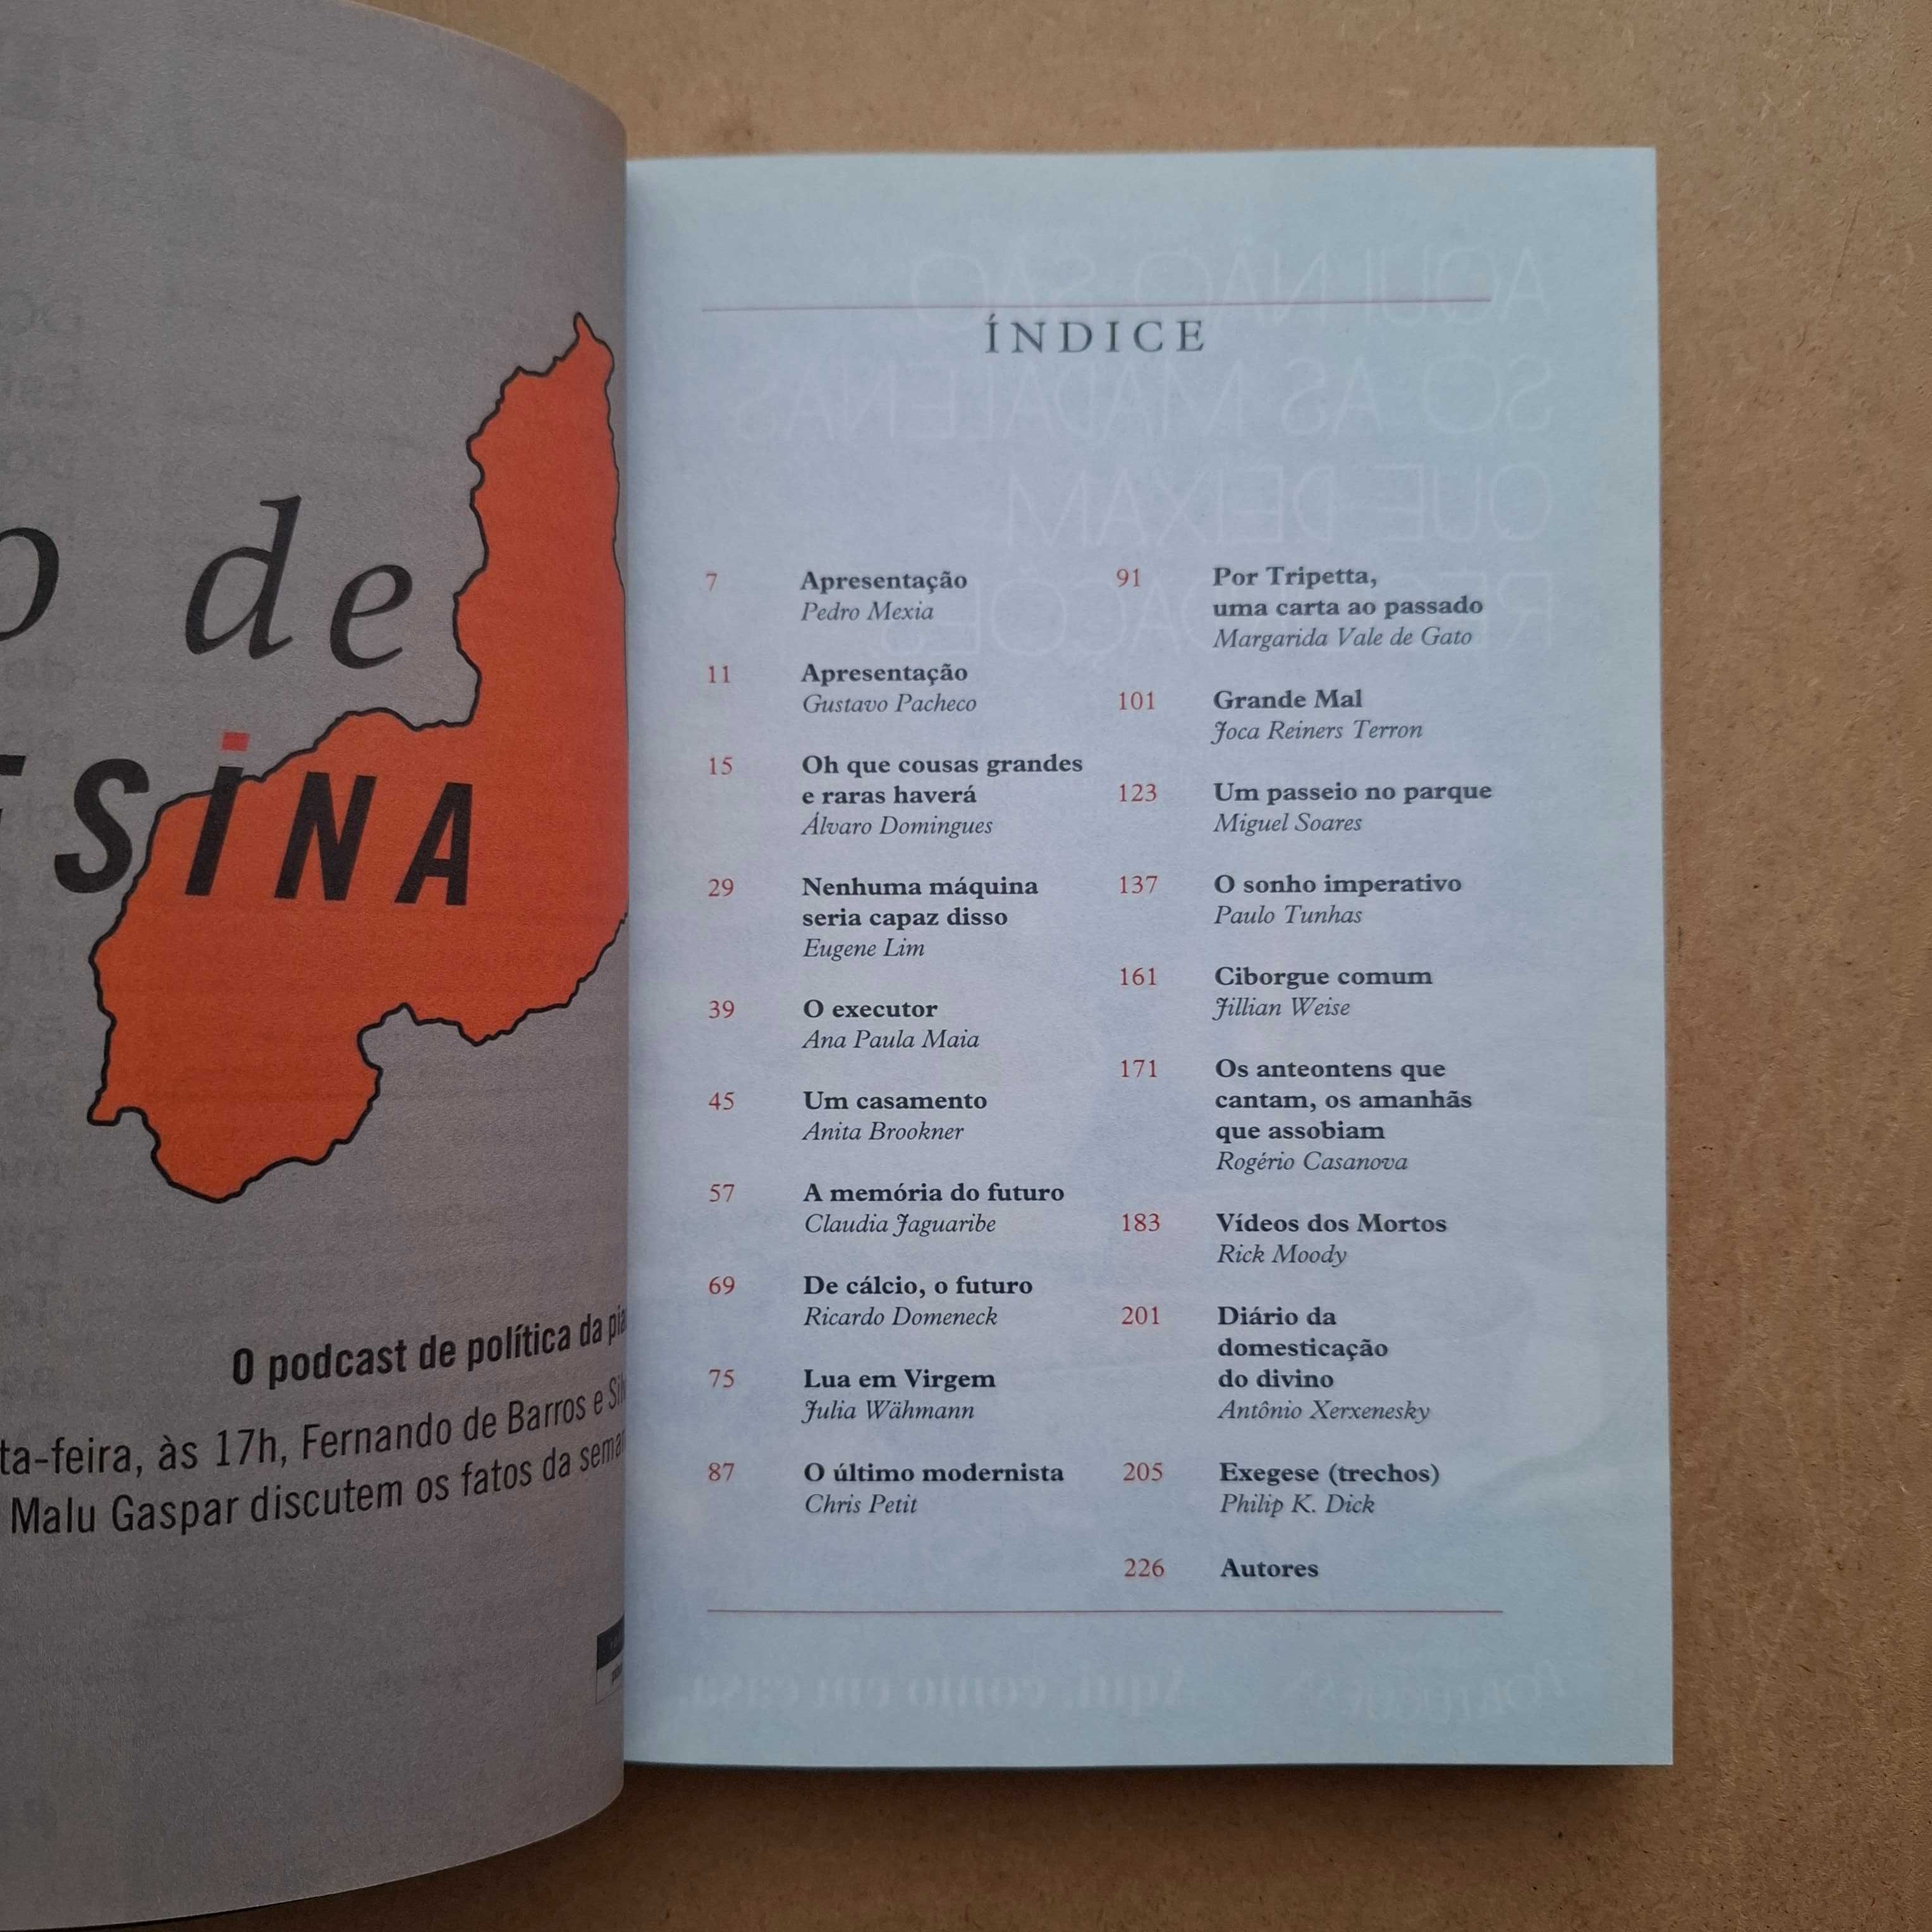 o de
SiNA
O podcast de política da
ta-feira, às 17h, Fernando de Barros e
Malu Gaspar discutem os fatos da
ÍNDICE
7 Apresentação
Pedro Mexia
11 Apresentação
Gustavo Pacheco
15 Oh que cousas grandes
e raras haverá
Álvaro Domingues
29 Nenhuma máquina
seria capaz disso
Eugene Lim
39 O executor
Ana Paula Maia
45 Um casamento
Anita Brookner
57 A memória do futuro
Claudia Jaguaribe
69 De cálcio, o futuro
Ricardo Domeneck
75 Lua em Virgem
Julia Wähmann
87 O último modernista
Chris Petit
91 Por Tripetta,
uma carta ao passado
Margarida Vale de Gato
101 Grande Mal
Joca Reiners Terron
123 Um passeio no parque
Miguel Soares
137 O sonho imperativo
Paulo Tunhas
161 Ciborgue comum
Jillian Weise
171 Os anteontens que
cantam, os amanhãs
que assobiam
Rogério Casanova
183 Vídeos dos Mortos
Rick Moody
201 Diário da
domesticação
do divino
Antônio Xerxenesky
205 Exegese (trechos)
Philip K. Dick
226 Autores